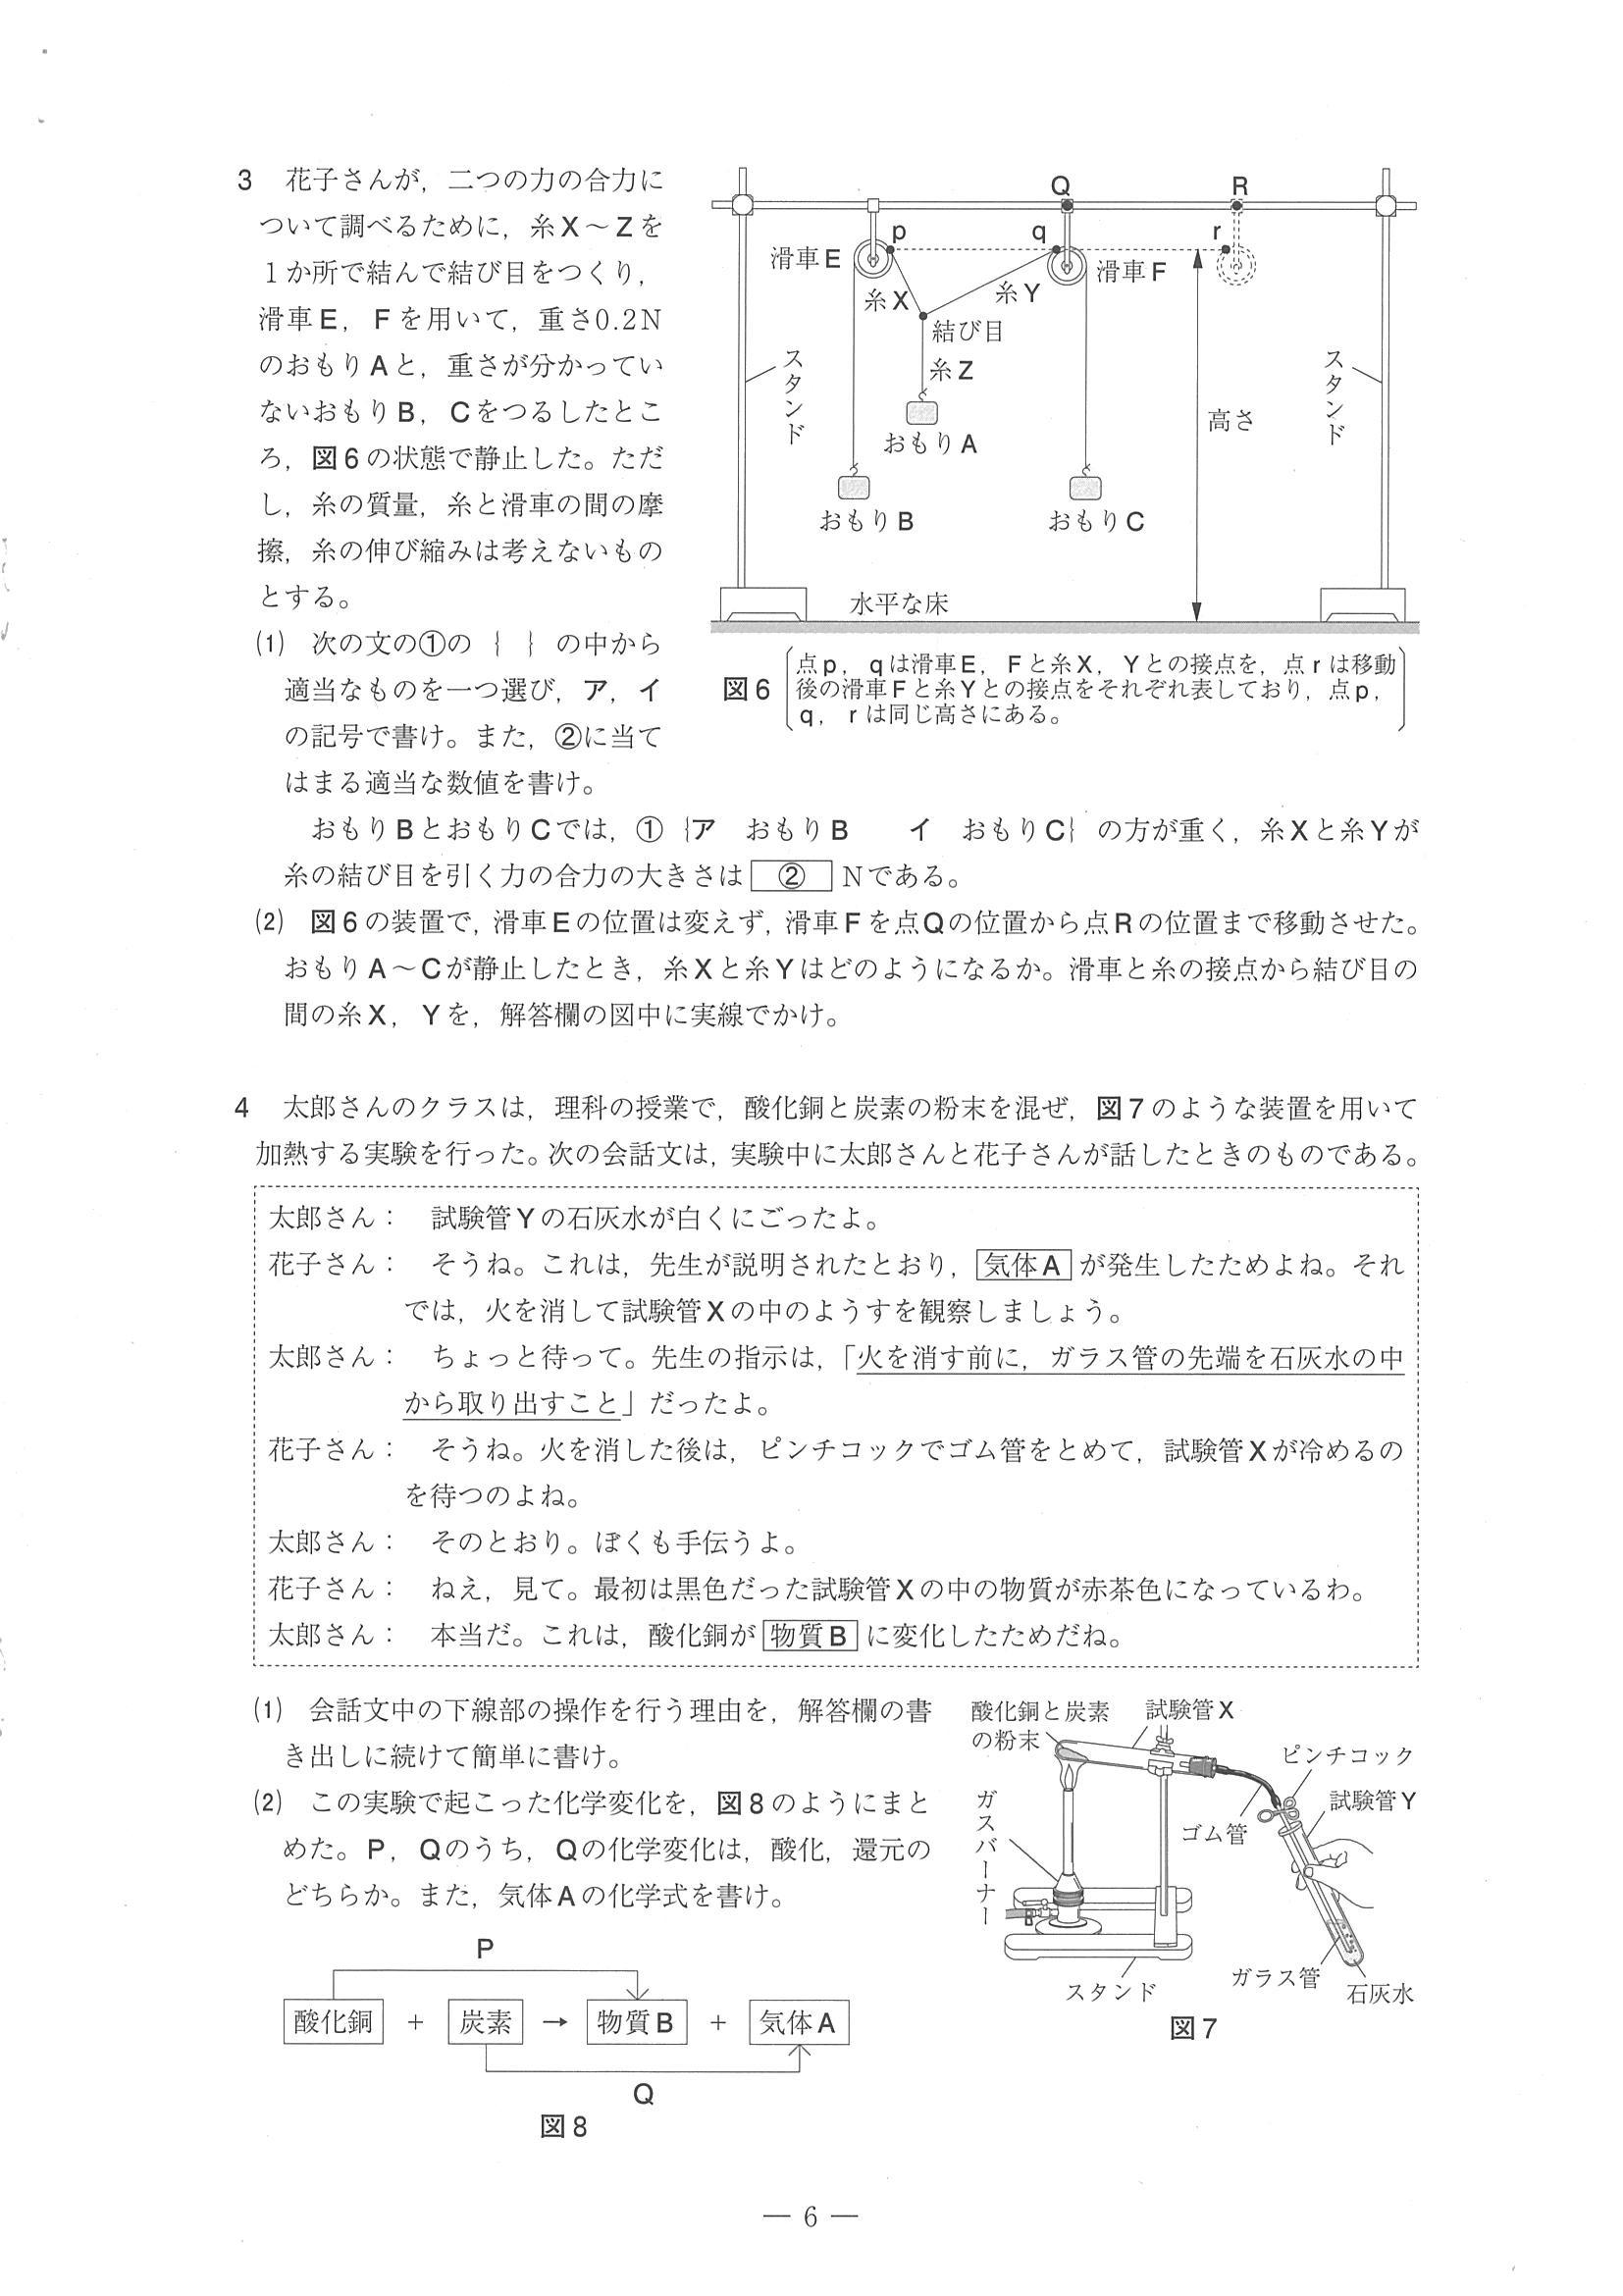 3 花子さんが，二つの力の合力に
ついて調べるために，糸X～Zを
1か所で結んで結び目をつくり，
滑車E，Fを用いて，重さ0.2N
のおもりAと，重さが分かってい
ないおもりB，Cをつるしたとこ
ろ，図6の状態で静止した。ただ
し，糸の質量，糸と滑車の間の摩
擦，糸の伸び縮みは考えないもの
とする。
Q
R
p
q
r
滑車E
滑車F
糸X
糸Y
結び目
糸Z
スタンド
スタンド
高さ
おもりA
おもりB
おもりC
水平な床
図6
点p，qは滑車E，Fと糸X，Yとの接点を，点rは移動
後の滑車Fと糸Yとの接点をそれぞれ表しており，点p，
q，rは同じ高さにある。
(1) 次の文の①の｛ ｝の中から
適当なものを一つ選び，ア，イ
の記号で書け。また，②に当て
はまる適当な数値を書け。
おもりBとおもりCでは，①｛ア おもりB イ おもりC｝の方が重く，糸Xと糸Yが
糸の結び目を引く力の合力の大きさは ② Nである。
(2) 図6の装置で，滑車Eの位置は変えず，滑車Fを点Qの位置から点Rの位置まで移動させた。
おもりA～Cが静止したとき，糸Xと糸Yはどのようになるか。滑車と糸の接点から結び目の
間の糸X，Yを，解答欄の図中に実線でかけ。
4 太郎さんのクラスは，理科の授業で，酸化銅と炭素の粉末を混ぜ，図7のような装置を用いて
加熱する実験を行った。次の会話文は，実験中に太郎さんと花子さんが話したときのものである。
太郎さん： 試験管Yの石灰水が白くにごったよ。
花子さん： そうね。これは，先生が説明されたとおり，気体Aが発生したためよね。それ
では，火を消して試験管Xの中のようすを観察しましょう。
太郎さん： ちょっと待って。先生の指示は，「火を消す前に，ガラス管の先端を石灰水の中
から取り出すこと」だったよ。
花子さん： そうね。火を消した後は，ピンチコックでゴム管をとめて，試験管Xが冷めるの
を待つのよね。
太郎さん： そのとおり。ぼくも手伝うよ。
花子さん： ねえ，見て。最初は黒色だった試験管Xの中の物質が赤茶色になっているわ。
太郎さん： 本当だ。これは，酸化銅が物質Bに変化したためだね。
(1) 会話文中の下線部の操作を行う理由を，解答欄の書
き出しに続けて簡単に書け。
(2) この実験で起こった化学変化を，図8のようにまと
めた。P，Qのうち，Qの化学変化は，酸化，還元の
どちらか。また，気体Aの化学式を書け。
P
酸化銅 ＋ 炭素 → 物質B ＋ 気体A
Q
図8
酸化銅と炭素
の粉末
試験管X
ピンチコック
試験管Y
ガスバーナー
ゴム管
スタンド
ガラス管
石灰水
図7
― 6 ―